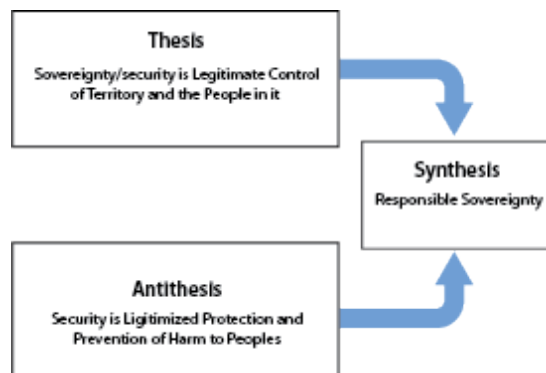 Thesis
Sovereignty/security is Legitimate Control
of Territory and the People in it
Synthesis
Responsible Sovereignty
Antithesis
Security is Ligitimized Protection and
Prevention of Harm to Peoples